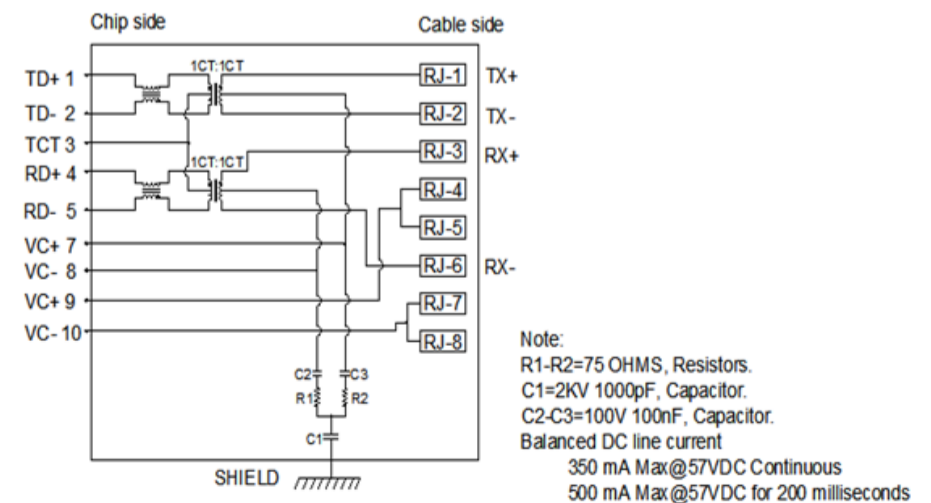 Chip side
Cable side
1CT:1CT
TD+ 1
RJ-1 TX+
TD- 2
RJ-2 TX-
TCT 3
RJ-3 RX+
1CT:1CT
RD+ 4
RJ-4
RD- 5
RJ-5
VC+ 7
VC- 8
RJ-6 RX-
VC+ 9
RJ-7
VC- 10
RJ-8
C2 C3
R1 R2
C1
SHIELD
Note:
R1-R2=75 OHMS, Resistors.
C1=2KV 1000pF, Capacitor.
C2-C3=100V 100nF, Capacitor.
Balanced DC line current
350 mA Max@57VDC Continuous
500 mA Max@57VDC for 200 milliseconds